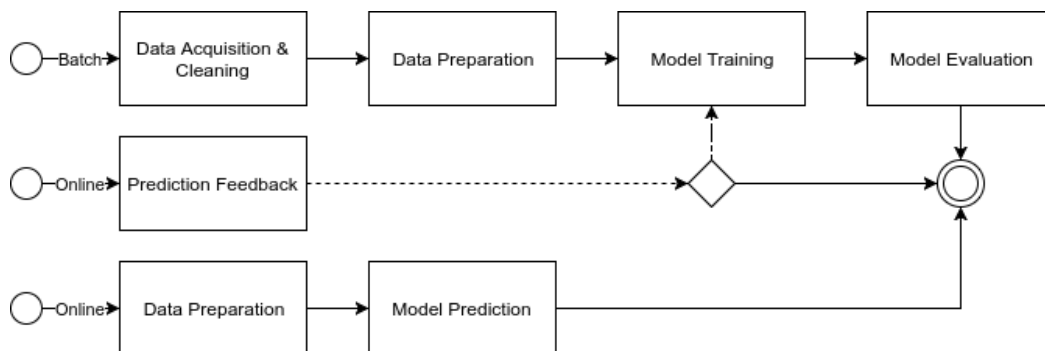 Batch
Data Acquisition &
Cleaning
Data Preparation
Model Training
Model Evaluation
Online
Prediction Feedback
Online
Data Preparation
Model Prediction